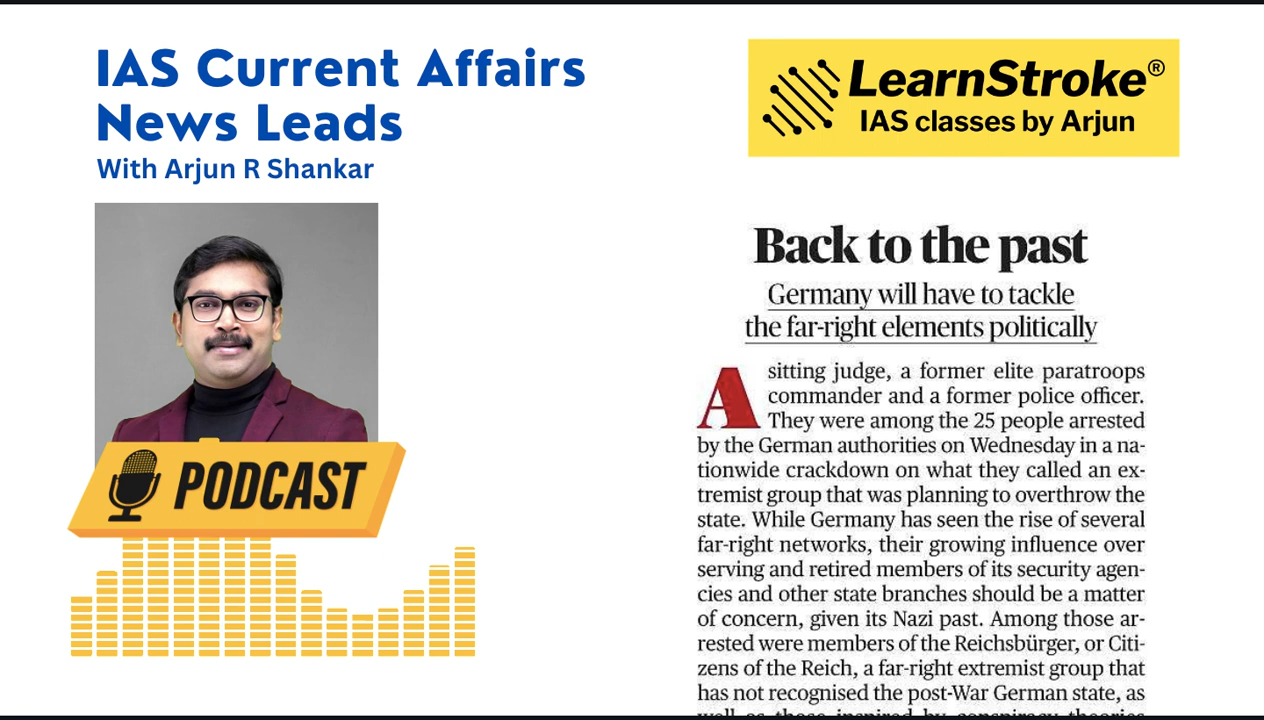 IAS Current Affairs
News Leads
With Arjun R Shankar
PODCAST
LearnStroke®
IAS classes by Arjun
Back to the past
Germany will have to tackle
the far-right elements politically
A sitting judge, a former elite paratroops
commander and a former police officer.
They were among the 25 people arrested
by the German authorities on Wednesday in a na-
tionwide crackdown on what they called an ex-
tremist group that was planning to overthrow the
state. While Germany has seen the rise of several
far-right networks, their growing influence over
serving and retired members of its security agen-
cies and other state branches should be a matter
of concern, given its Nazi past. Among those ar-
rested were members of the Reichsbürger, or Citi-
zens of the Reich, a far-right extremist group that
has not recognised the post-War German state, as
well as those inspired by conspiracy theories